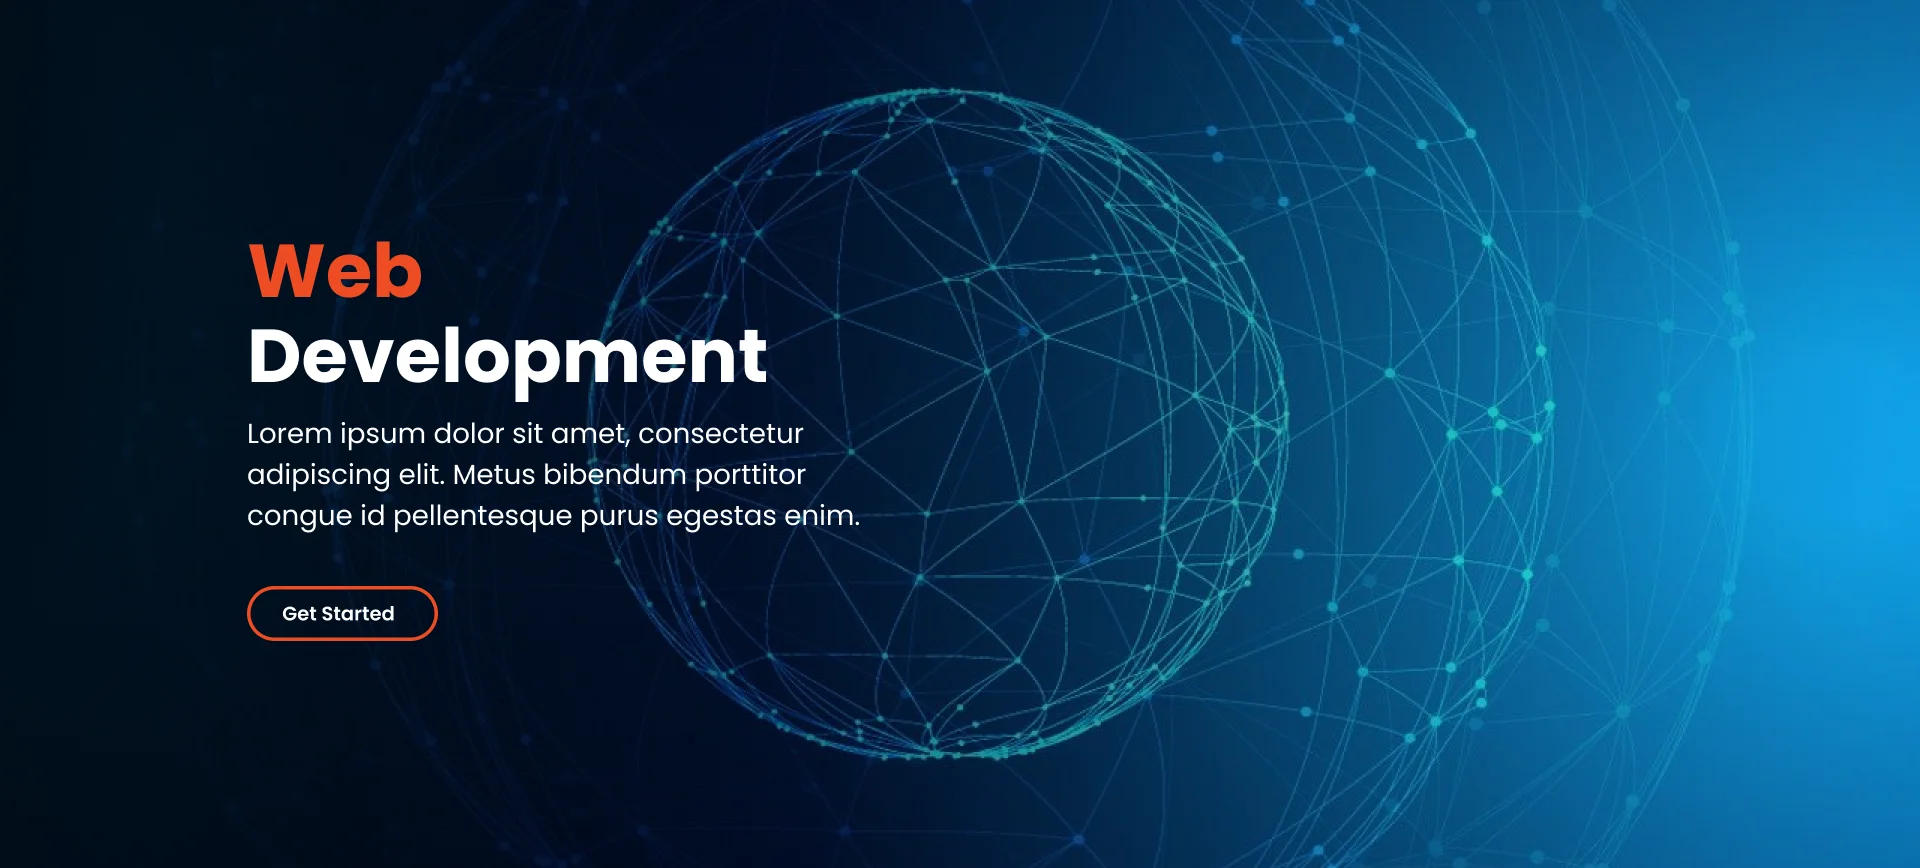 Web
Development
Lorem ipsum dolor sit amet, consectetur
adipiscing elit. Metus bibendum porttitor
congue id pellentesque purus egestas enim.
Get Started